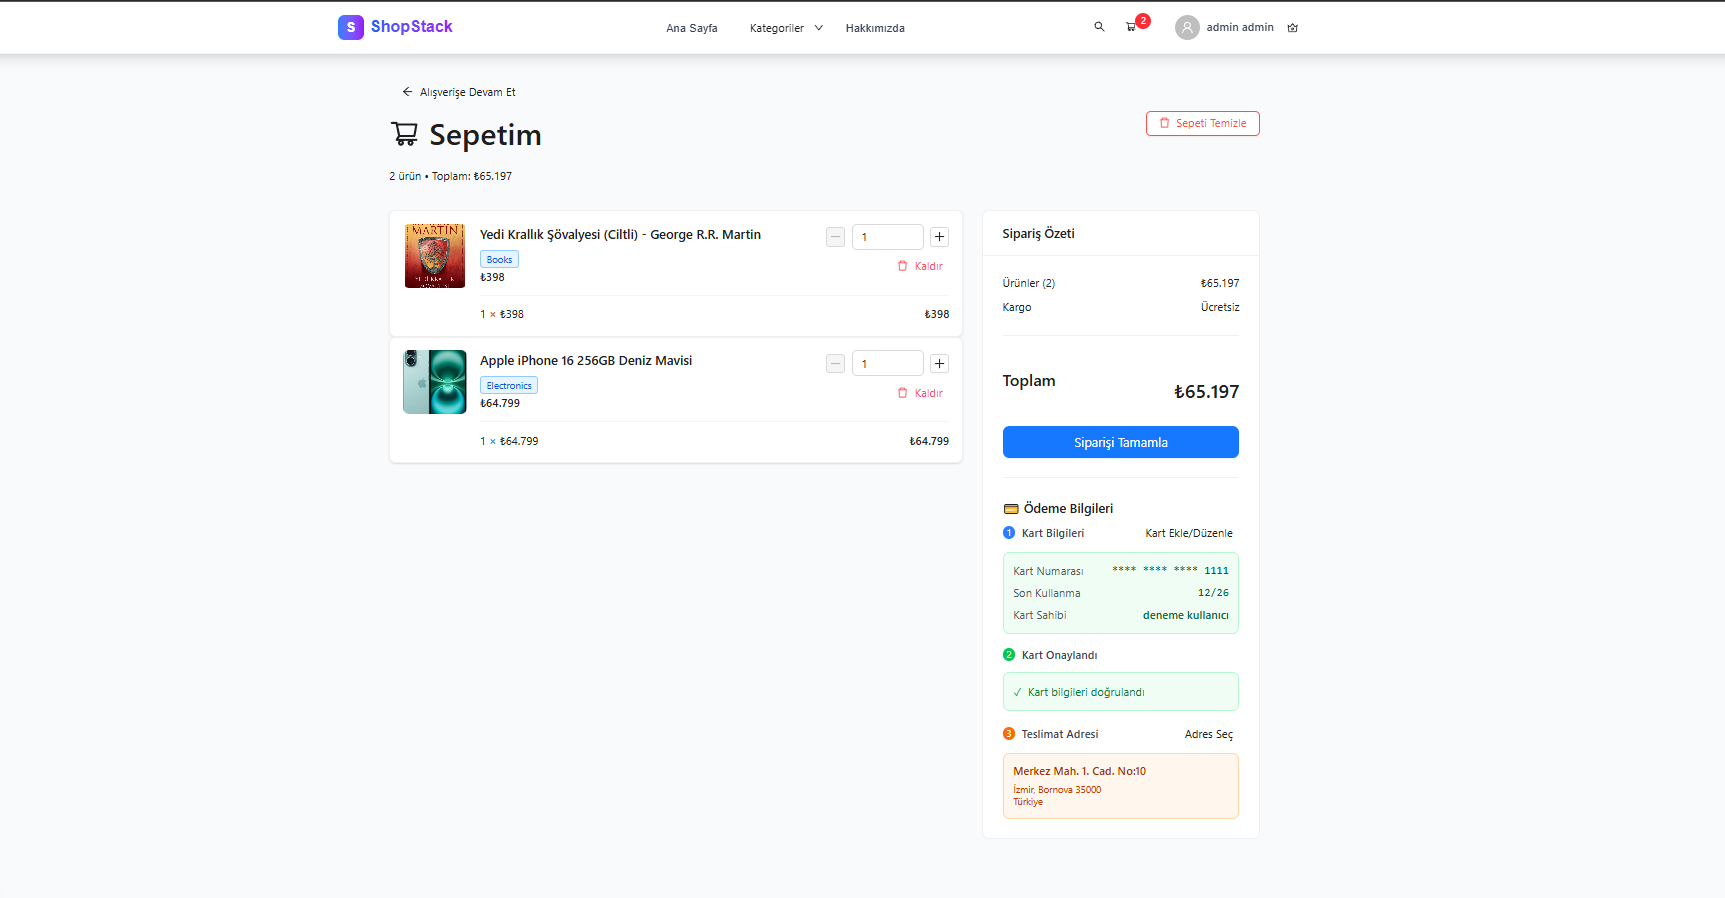 S ShopStack
Ana Sayfa Kategoriler Hakkımızda
2 admin admin
Alışverişe Devam Et
Sepetim
Sepeti Temizle
2 ürün • Toplam: ₺65.197
MARTIN
YEDİ KRALLIK
Yedi Krallık Şövalyesi (Ciltli) - George R.R. Martin
1
Books
Kaldır
₺398
1 × ₺398 ₺398
Apple iPhone 16 256GB Deniz Mavisi
1
Electronics
Kaldır
₺64.799
1 × ₺64.799 ₺64.799
Sipariş Özeti
Ürünler (2) ₺65.197
Kargo Ücretsiz
Toplam ₺65.197
Siparişi Tamamla
Ödeme Bilgileri
1 Kart Bilgileri Kart Ekle/Düzenle
Kart Numarası **** **** **** 1111
Son Kullanma 12/26
Kart Sahibi deneme kullanıcı
2 Kart Onaylandı
✓ Kart bilgileri doğrulandı
3 Teslimat Adresi Adres Seç
Merkez Mah. 1. Cad. No:10
İzmir, Bornova 35000
Türkiye